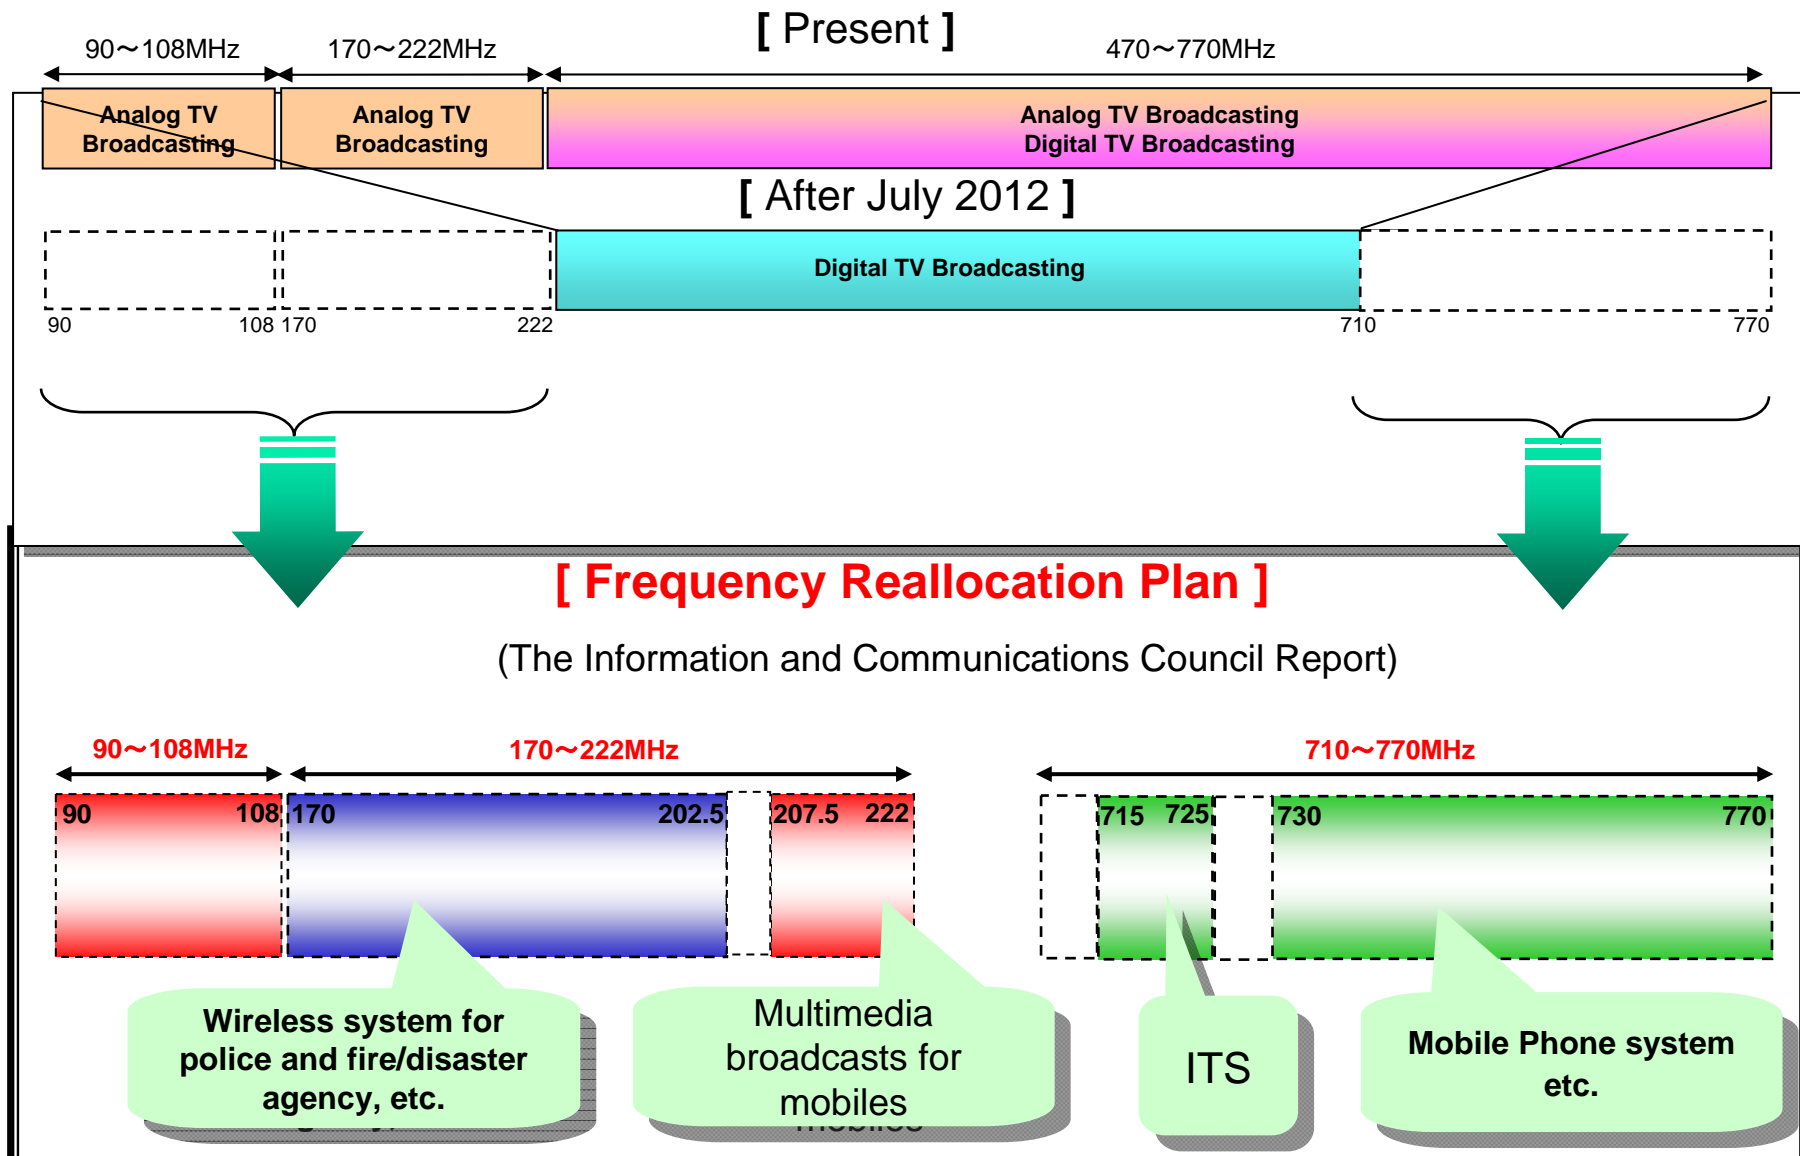 [ Present ]
90～108MHz
170～222MHz
470～770MHz
Analog TV
Broadcasting
Analog TV
Broadcasting
Analog TV Broadcasting
Digital TV Broadcasting
[ After July 2012 ]
Digital TV Broadcasting
90
108
170
222
710
770
[ Frequency Reallocation Plan ]
(The Information and Communications Council Report)
90～108MHz
170～222MHz
710～770MHz
90
108
170
202.5
207.5
222
715
725
730
770
Wireless system for
police and fire/disaster
agency, etc.
Multimedia
broadcasts for
mobiles
ITS
Mobile Phone system
etc.